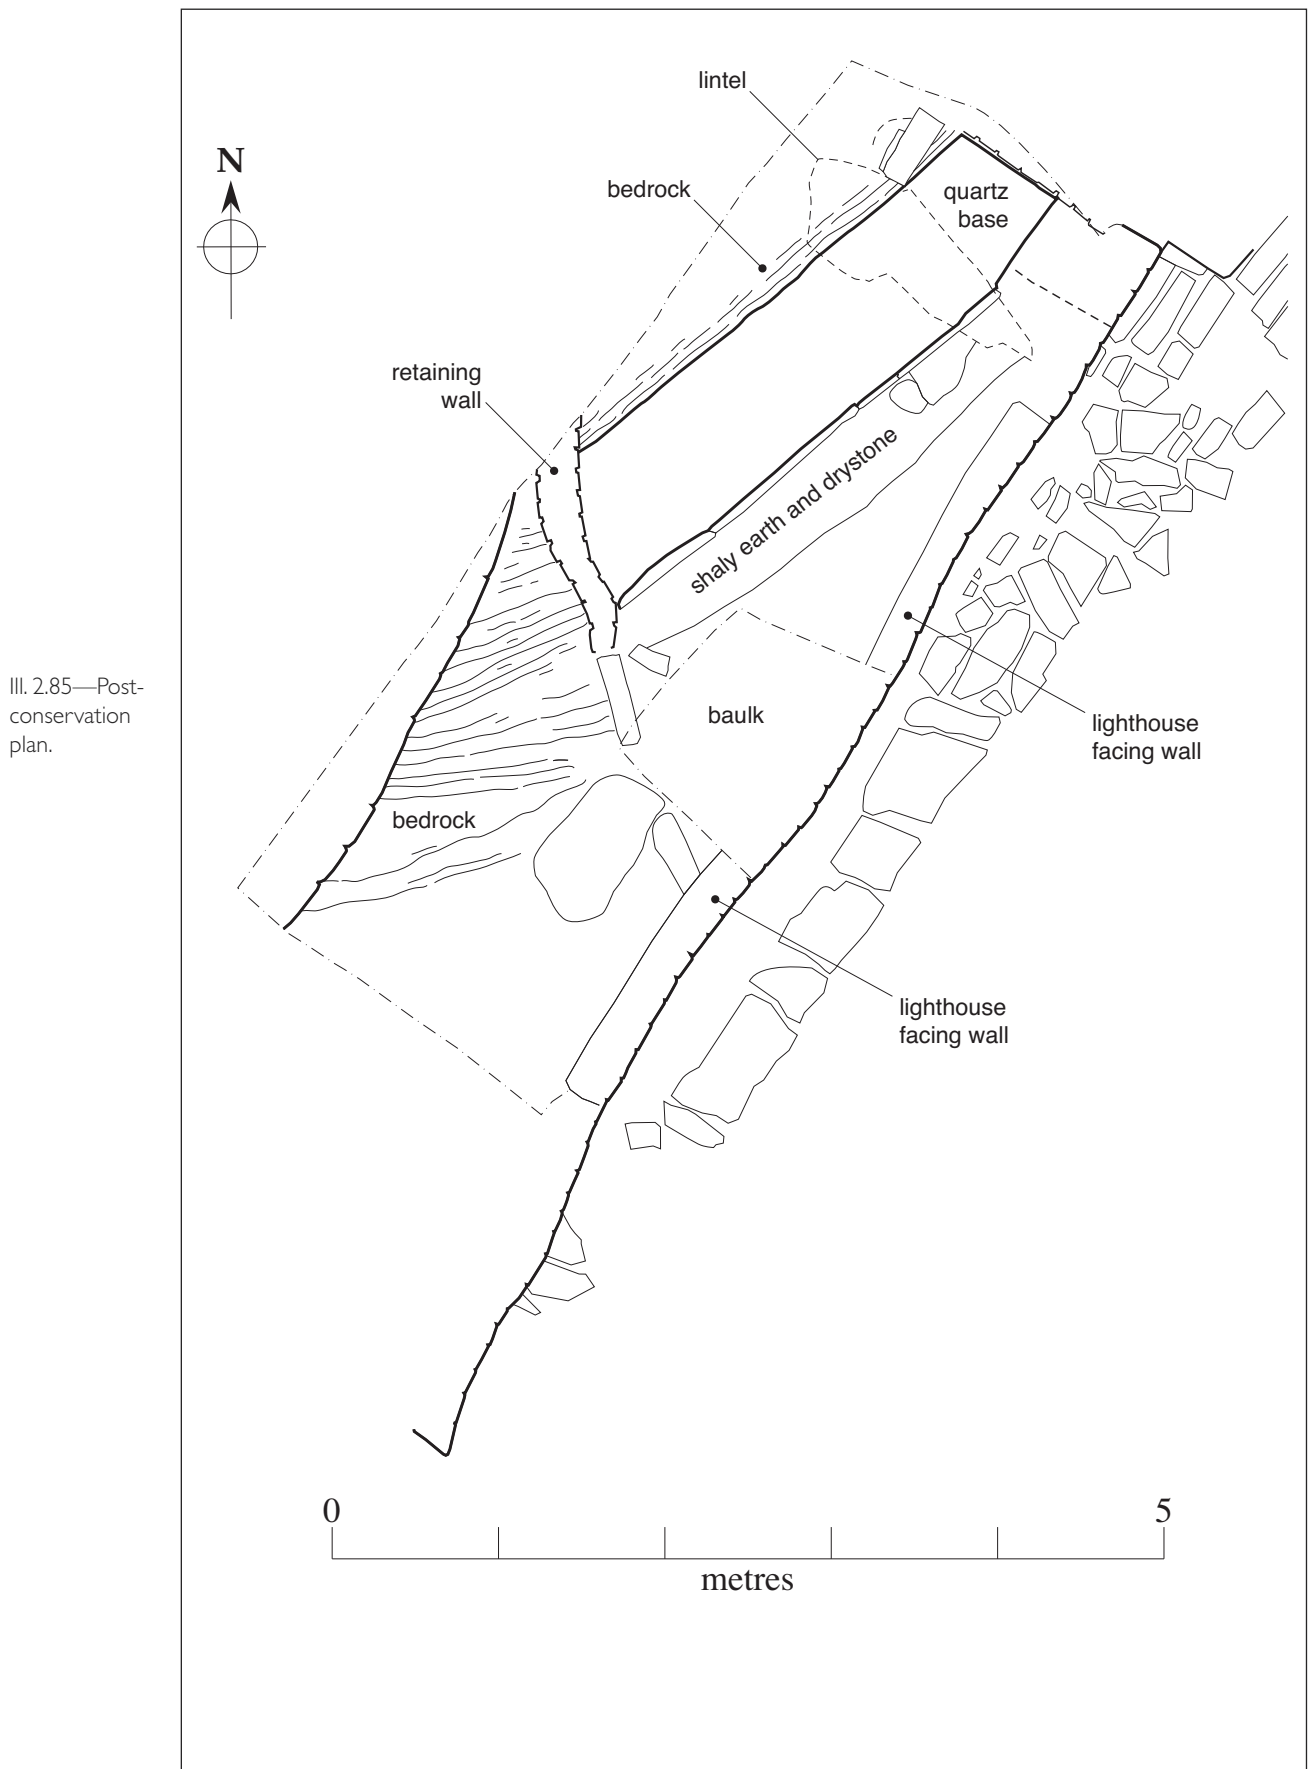 lintel
N
bedrock
quartz
base
retaining
wall
shaly earth and drystone
Ill. 2.85—Post-
conservation
plan.
baulk
lighthouse
facing wall
bedrock
lighthouse
facing wall
0
5
metres